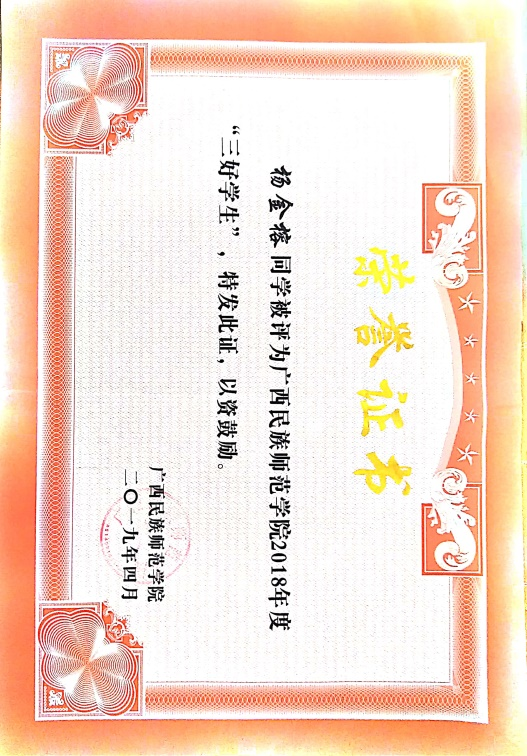 荣誉证书
杨金榕 同学被评为广西民族师范学院2018年度
“三好学生”，特发此证，以资鼓励。
广西民族师范学院
二〇一九年四月